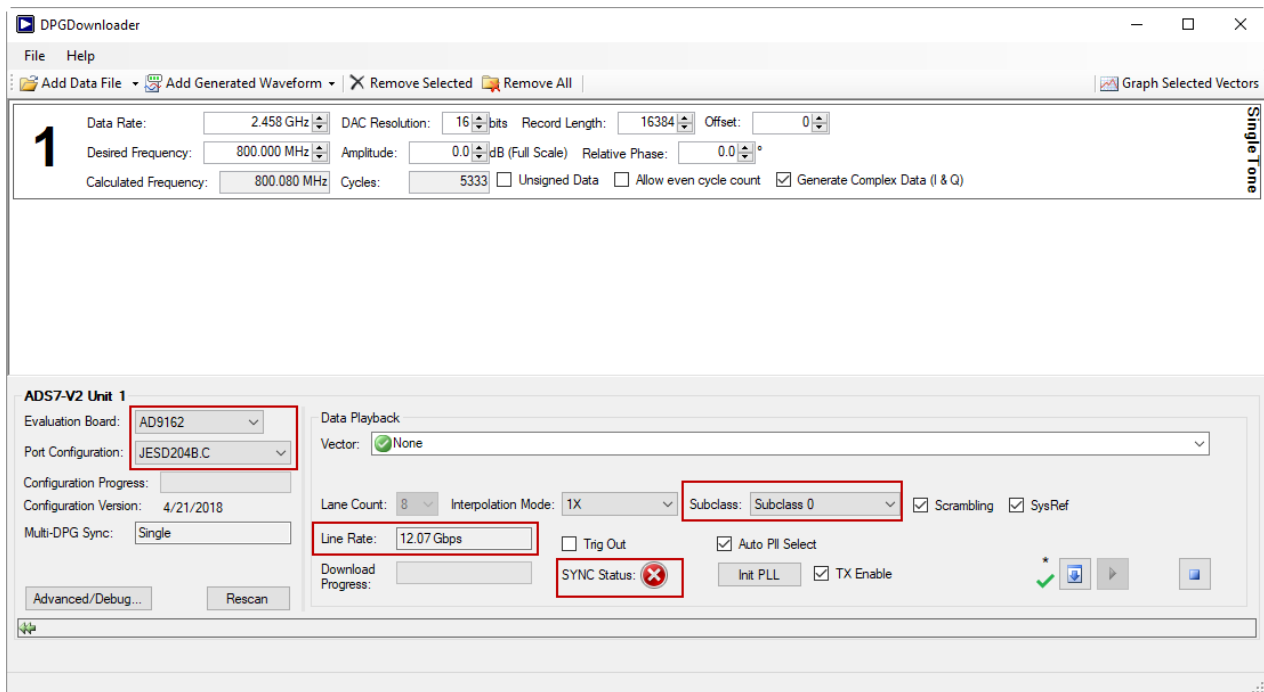 DPGDownloader
File Help
Add Data File Add Generated Waveform Remove Selected Remove All Graph Selected Vectors
1
Data Rate: 2.458 GHz DAC Resolution: 16 bits Record Length: 16384 Offset: 0
Desired Frequency: 800.000 MHz Amplitude: 0.0 dB (Full Scale) Relative Phase: 0.0 °
Calculated Frequency: 800.080 MHz Cycles: 5333 Unsigned Data Allow even cycle count Generate Complex Data (I & Q)
Single Tone
ADS7-V2 Unit 1
Evaluation Board: AD9162
Port Configuration: JESD204B.C
Configuration Progress:
Configuration Version: 4/21/2018
Multi-DPG Sync: Single
Advanced/Debug... Rescan
Data Playback
Vector: None
Lane Count: 8 Interpolation Mode: 1X Subclass: Subclass 0 Scrambling SysRef
Line Rate: 12.07 Gbps Trig Out Auto Pll Select
Download
Progress:
SYNC Status: Init PLL TX Enable *